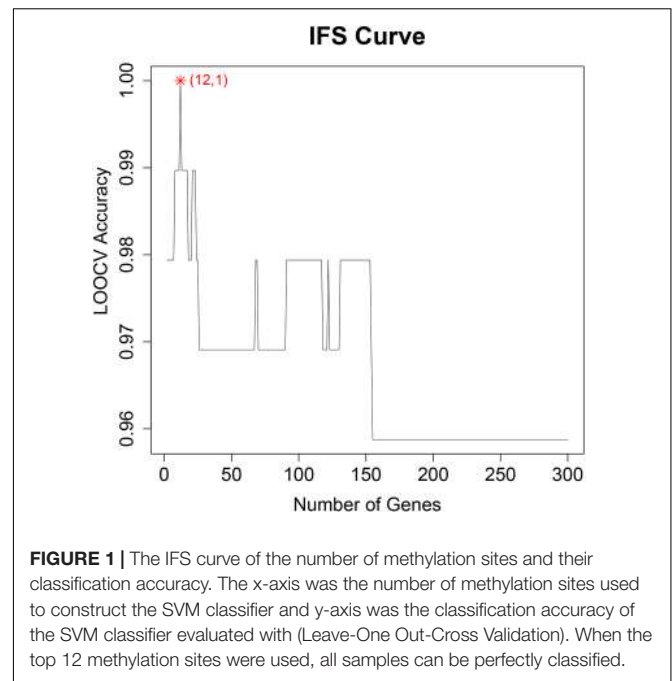 IFS Curve
(12,1)
1.00
0.99
0.98
0.97
0.96
LOOCV Accuracy
0 50 100 150 200 250 300
Number of Genes
FIGURE 1 | The IFS curve of the number of methylation sites and their
classification accuracy. The x-axis was the number of methylation sites used
to construct the SVM classifier and y-axis was the classification accuracy of
the SVM classifier evaluated with (Leave-One Out-Cross Validation). When the
top 12 methylation sites were used, all samples can be perfectly classified.